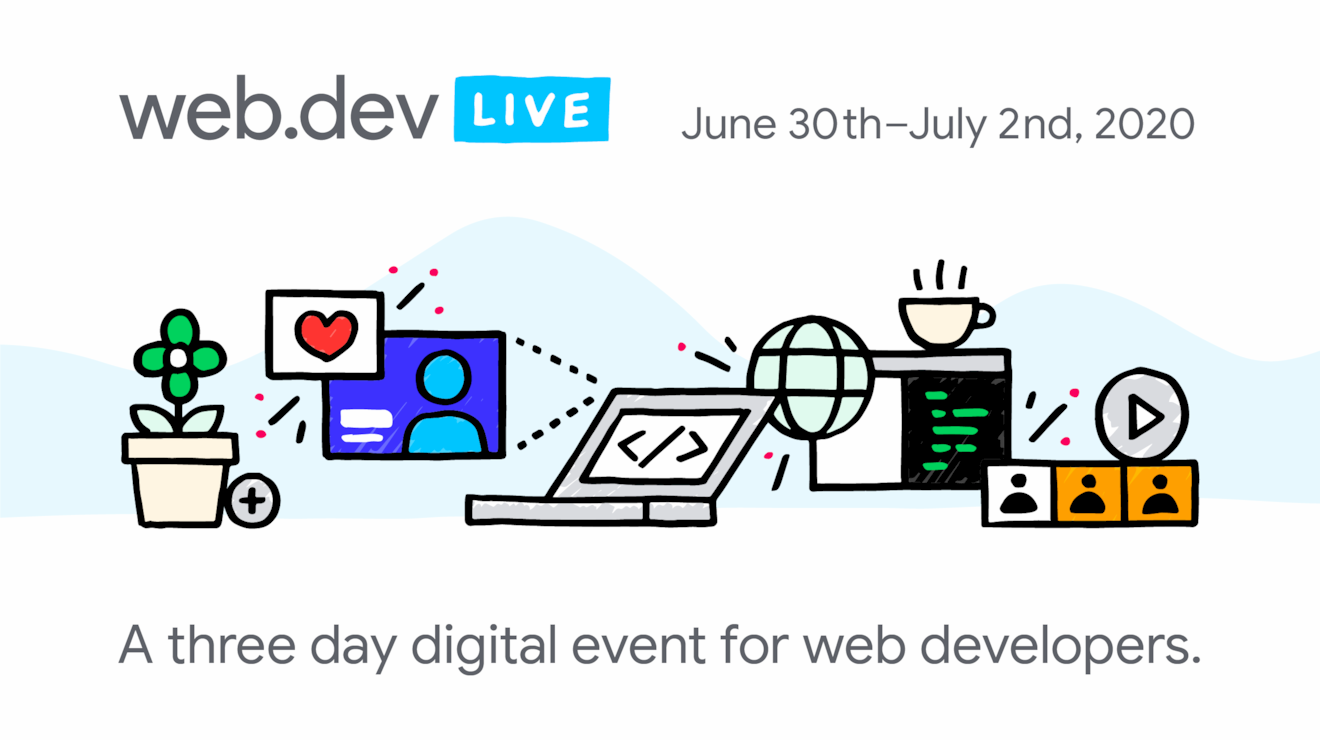 web.dev LIVE
June 30th–July 2nd, 2020
</>
A three day digital event for web developers.